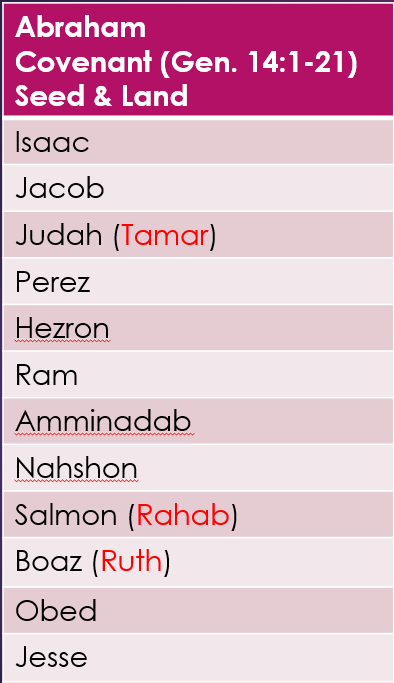 Abraham
Covenant (Gen. 14:1-21)
Seed & Land
Isaac
Jacob
Judah (Tamar)
Perez
Hezron
Ram
Amminadab
Nahshon
Salmon (Rahab)
Boaz (Ruth)
Obed
Jesse